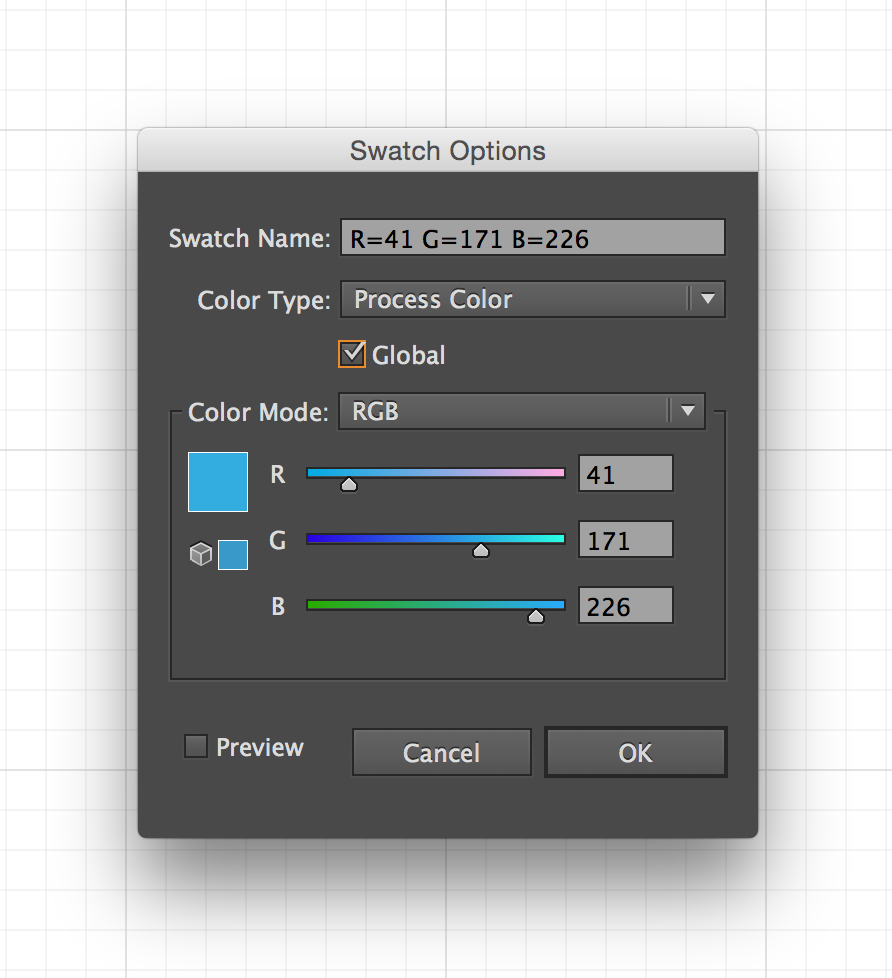 Swatch Options
Swatch Name: R=41 G=171 B=226
Color Type: Process Color
Global
Color Mode: RGB
R 41
G 171
B 226
Preview Cancel OK